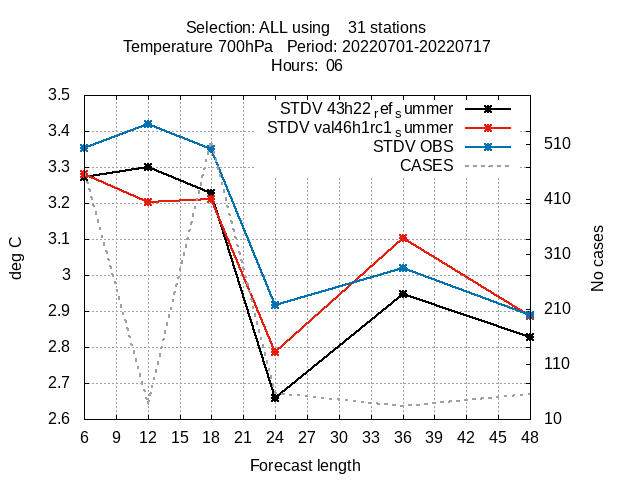 Selection: ALL using 31 stations
Temperature 700hPa Period: 20220701-20220717
Hours: 06
3.5
3.4
3.3
3.2
3.1
3
2.9
2.8
2.7
2.6
deg C
STDV 43h22refsummer
STDV val46h1rc1summer
STDV OBS
CASES
510
410
310
210
110
10
No cases
6 9 12 15 18 21 24 27 30 33 36 39 42 45 48
Forecast length